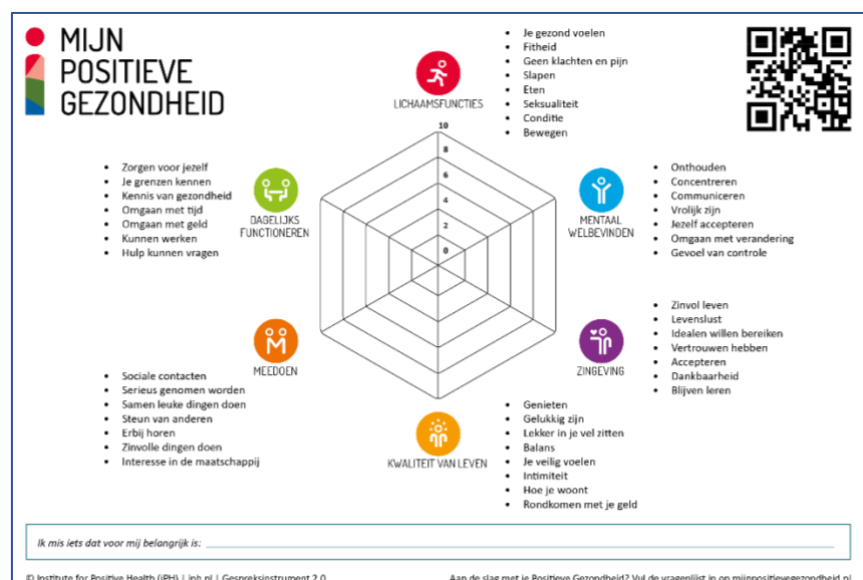 MIJN
POSITIEVE
GEZONDHEID
LICHAAMSFUNCTIES
Je gezond voelen
Fitheid
Geen klachten en pijn
Slapen
Eten
Seksualiteit
Conditie
Bewegen
10
8
6
4
2
0
Zorgen voor jezelf
Je grenzen kennen
Kennis van gezondheid
Omgaan met tijd
Omgaan met geld
Kunnen werken
Hulp kunnen vragen
DAGELIJKS
FUNCTIONEREN
MENTAAL
WELBEVINDEN
Onthouden
Concentreren
Communiceren
Vrolijk zijn
Jezelf accepteren
Omgaan met verandering
Gevoel van controle
MEEDOEN
Sociale contacten
Serieus genomen worden
Samen leuke dingen doen
Steun van anderen
Erbij horen
Zinvolle dingen doen
Interesse in de maatschappij
ZINGEVING
Zinvol leven
Levenslust
Idealen willen bereiken
Vertrouwen hebben
Accepteren
Dankbaarheid
Blijven leren
KWALITEIT VAN LEVEN
Genieten
Gelukkig zijn
Lekker in je vel zitten
Balans
Je veilig voelen
Intimiteit
Hoe je woont
Rondkomen met je geld
Ik mis iets dat voor mij belangrijk is:
© Institute for Positive Health (iPH) | iph.nl | Gespreksinstrument 2.0
Aan de slag met je Positieve Gezondheid? Vul de vragenlijst in op mijnpositievegezondheid.nl